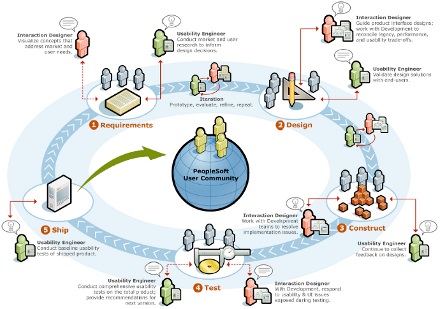 Interaction Designer
Visualize concepts that
address market and
user needs.
Usability Engineer
Conduct market and user
research to inform
design decisions.
Interaction Designer
Guide product interface designs;
work with Development to
reconcile legacy, performance,
and usability trade-offs.
Usability Engineer
Validate design solutions
with end-users.
1 Requirements
Iteration
Prototype, evaluate, refine, repeat.
2 Design
PeopleSoft
User Community
5 Ship
Usability Engineer
Conduct baseline usability
tests of shipped product.
Interaction Designer
Work with Development
teams to resolve
implementation issues.
3 Construct
Usability Engineer
Continue to collect
feedback on designs.
4 Test
Usability Engineer
Conduct comprehensive usability
tests on the total product;
provide recommendations for
next version.
Interaction Designer
With Development, respond
to usability & UI issues
exposed during testing.